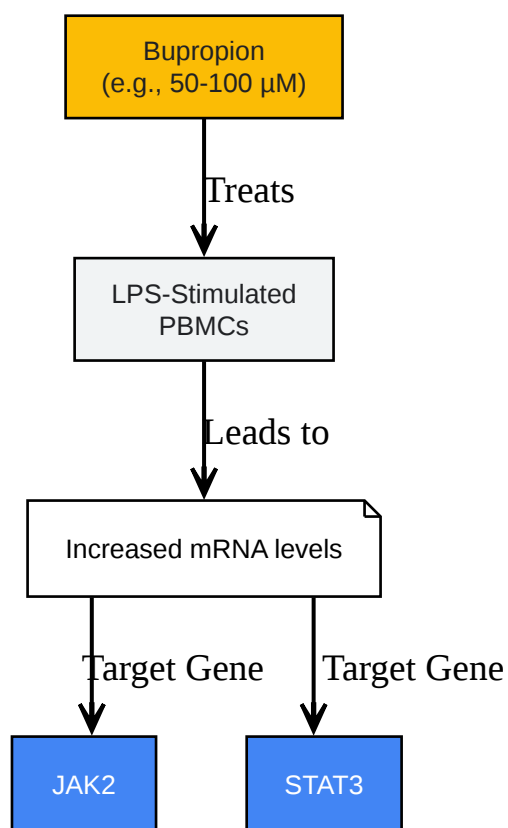 Bupropion
(e.g., 50-100 µM)
Treats
LPS-Stimulated
PBMCs
Leads to
Increased mRNA levels
Target Gene
Target Gene
JAK2
STAT3